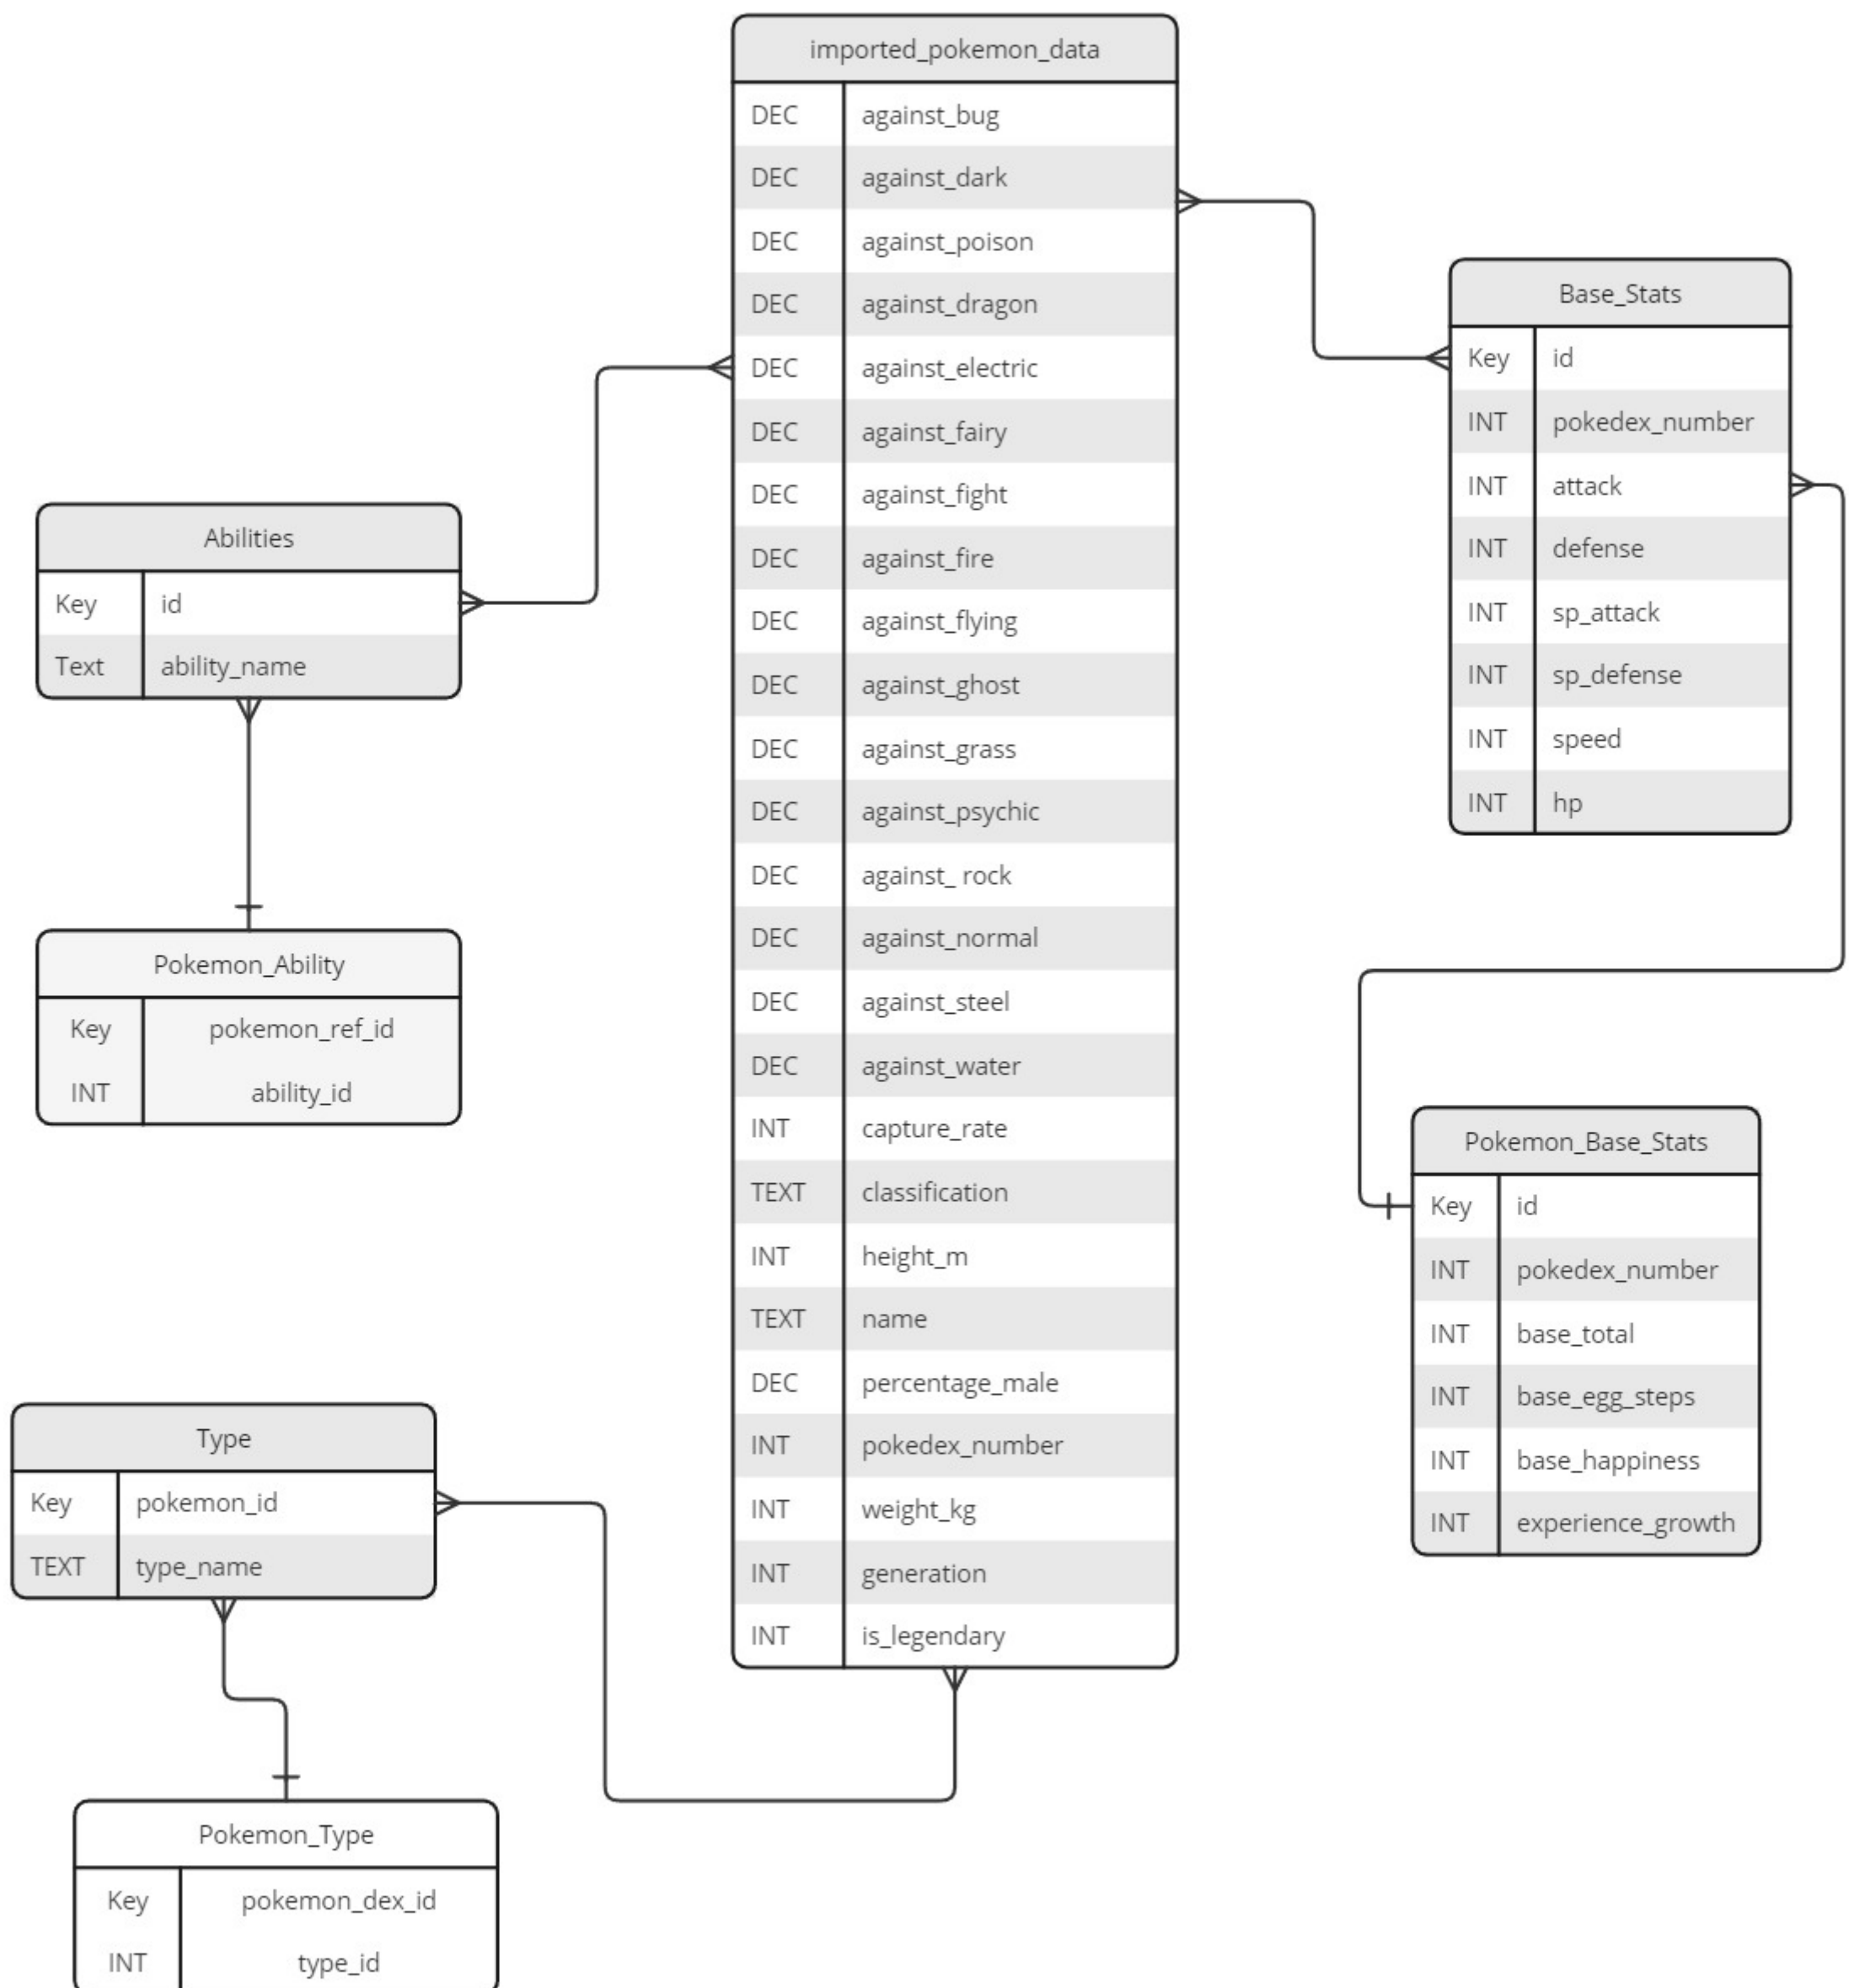 imported_pokemon_data
DEC against_bug
DEC against_dark
DEC against_poison
DEC against_dragon
DEC against_electric
DEC against_fairy
DEC against_fight
DEC against_fire
DEC against_flying
DEC against_ghost
DEC against_grass
DEC against_psychic
DEC against_ rock
DEC against_normal
DEC against_steel
DEC against_water
INT capture_rate
TEXT classification
INT height_m
TEXT name
DEC percentage_male
INT pokedex_number
INT weight_kg
INT generation
INT is_legendary
Base_Stats
Key id
INT pokedex_number
INT attack
INT defense
INT sp_attack
INT sp_defense
INT speed
INT hp
Abilities
Key id
Text ability_name
Pokemon_Ability
Key pokemon_ref_id
INT ability_id
Pokemon_Base_Stats
Key id
INT pokedex_number
INT base_total
INT base_egg_steps
INT base_happiness
INT experience_growth
Type
Key pokemon_id
TEXT type_name
Pokemon_Type
Key pokemon_dex_id
INT type_id